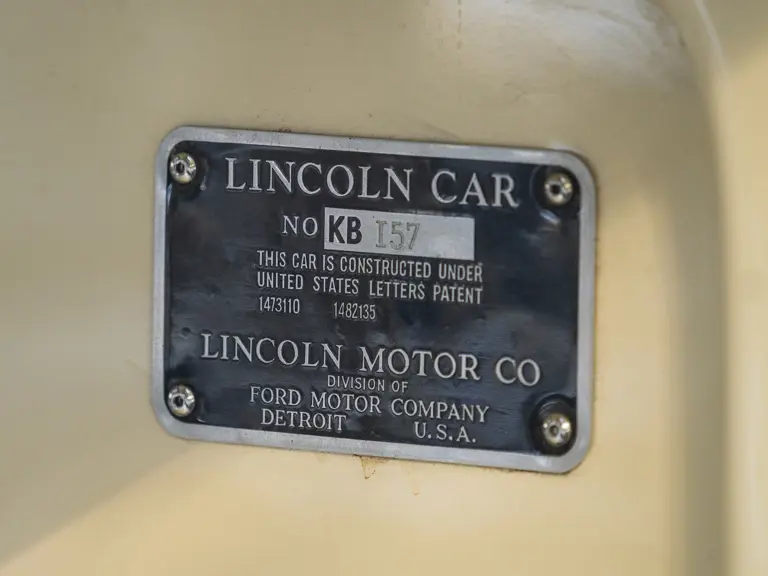 LINCOLN CAR
NO KB I57
THIS CAR IS CONSTRUCTED UNDER
UNITED STATES LETTERS PATENT
1473110 1482135
LINCOLN MOTOR CO
DIVISION OF
FORD MOTOR COMPANY
DETROIT U.S.A.